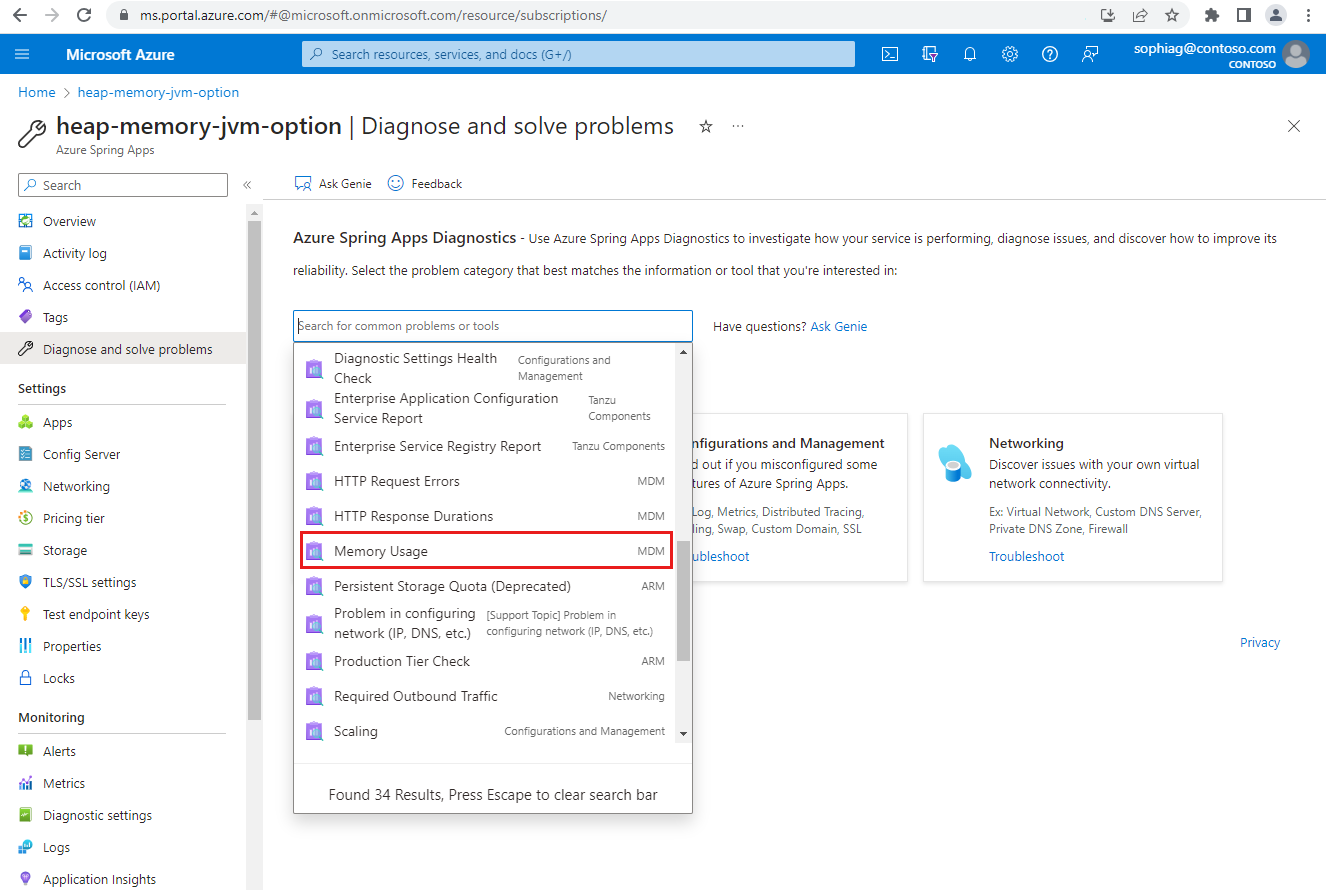 ms.portal.azure.com/#@microsoft.onmicrosoft.com/resource/subscriptions/
Microsoft Azure
Search resources, services, and docs (G+/)
sophiag@contoso.com
CONTOSO
Home > heap-memory-jvm-option
heap-memory-jvm-option | Diagnose and solve problems
Azure Spring Apps
Search
Overview
Activity log
Access control (IAM)
Tags
Diagnose and solve problems
Settings
Apps
Config Server
Networking
Pricing tier
Storage
TLS/SSL settings
Test endpoint keys
Properties
Locks
Monitoring
Alerts
Metrics
Diagnostic settings
Logs
Application Insights
Ask Genie
Feedback
Azure Spring Apps Diagnostics - Use Azure Spring Apps Diagnostics to investigate how your service is performing, diagnose issues, and discover how to improve its
reliability. Select the problem category that best matches the information or tool that you're interested in:
Search for common problems or tools
Have questions? Ask Genie
Diagnostic Settings Health
Check
Configurations and
Management
Enterprise Application Configuration
Service Report
Tanzu
Components
Enterprise Service Registry Report Tanzu Components
HTTP Request Errors MDM
HTTP Response Durations MDM
Memory Usage MDM
Persistent Storage Quota (Deprecated) ARM
Problem in configuring
network (IP, DNS, etc.)
[Support Topic] Problem in
configuring network (IP, DNS, etc.)
Production Tier Check ARM
Required Outbound Traffic Networking
Scaling Configurations and Management
Found 34 Results, Press Escape to clear search bar
nfigurations and Management
d out if you misconfigured some
tures of Azure Spring Apps.
Log, Metrics, Distributed Tracing,
ling, Swap, Custom Domain, SSL
ubleshoot
Networking
Discover issues with your own virtual
network connectivity.
Ex: Virtual Network, Custom DNS Server,
Private DNS Zone, Firewall
Troubleshoot
Privacy